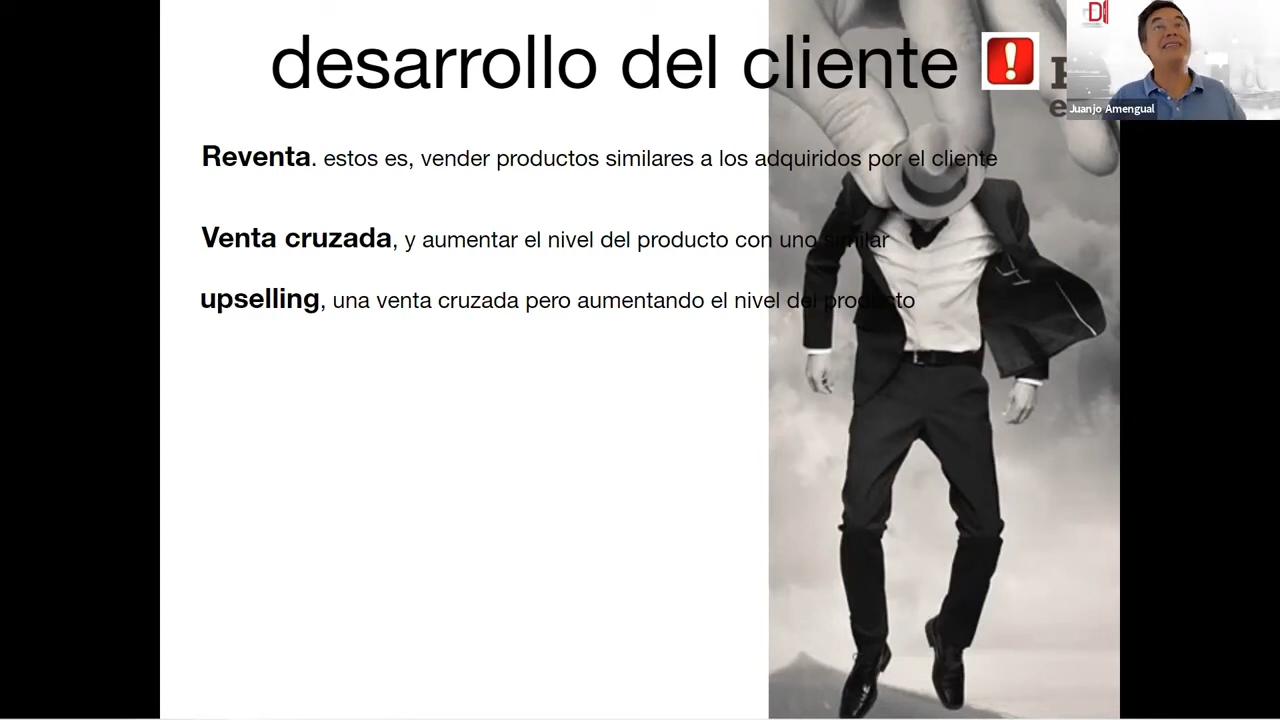 desarrollo del cliente
Reventa. estos es, vender productos similares a los adquiridos por el cliente
Venta cruzada, y aumentar el nivel del producto con uno similar
upselling, una venta cruzada pero aumentando el nivel del producto
Juanjo Amengual